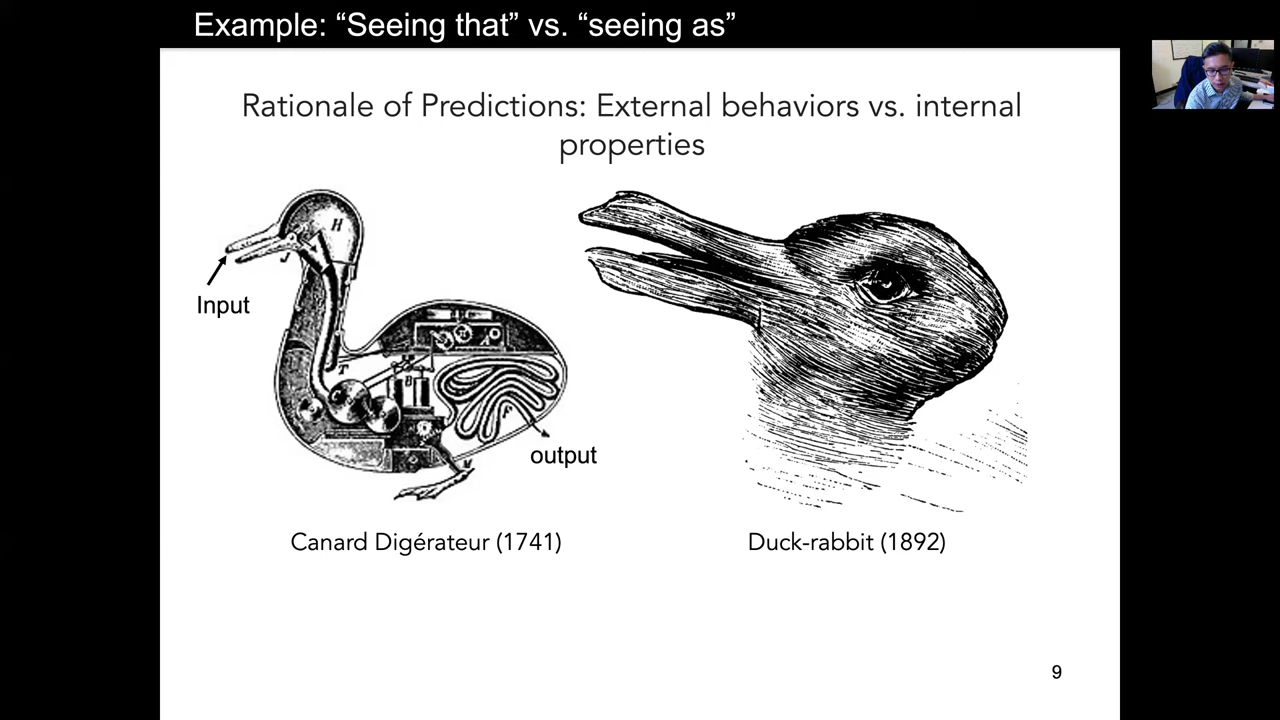 Example: “Seeing that” vs. “seeing as”
Rationale of Predictions: External behaviors vs. internal
properties
H
J
Input
T
A
B
F
output
M
Canard Digérateur (1741)
Duck-rabbit (1892)
9